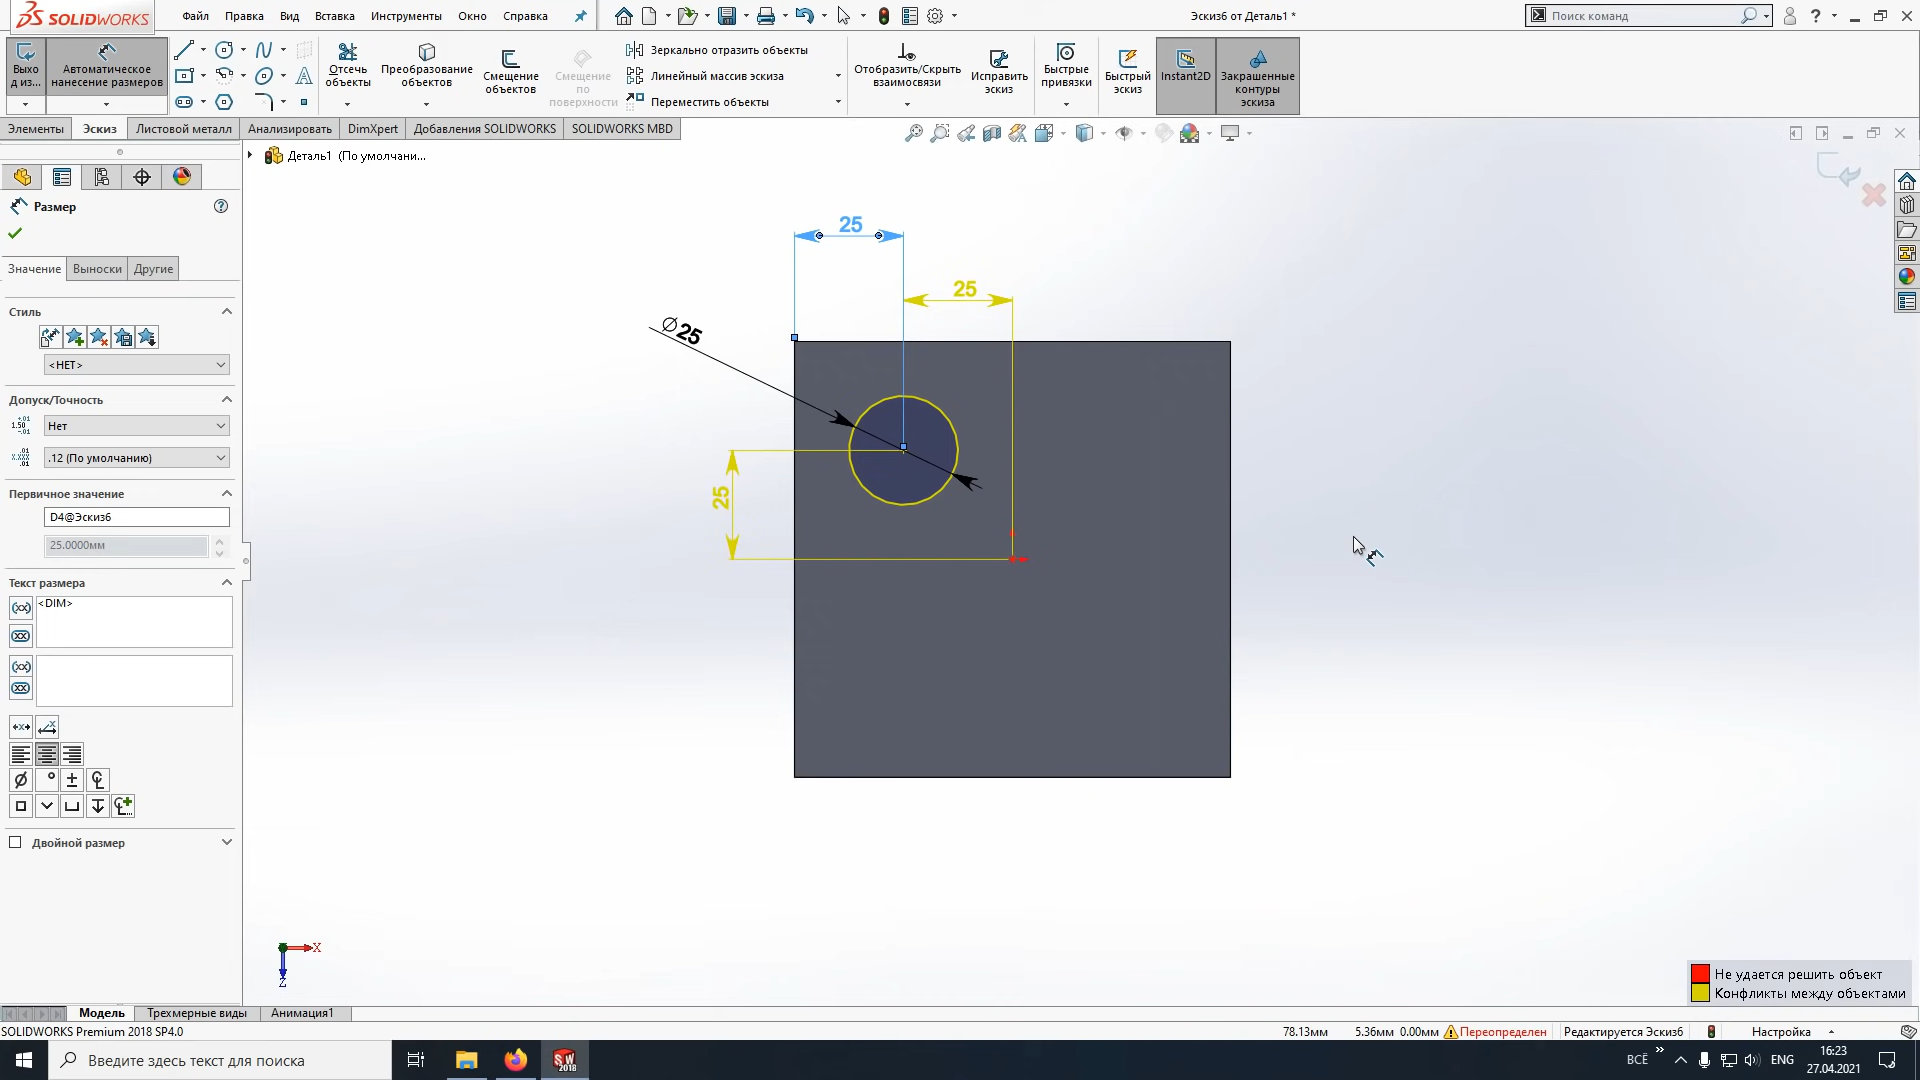 SOLIDWORKS
Файл Правка Вид Вставка Инструменты Окно Справка
Эскиз6 от Деталь1 *
Поиск команд
?
Выхо
д из...
Автоматическое
нанесение размеров
Отсечь
объекты
Преобразование
объектов
Смещение
объектов
Смещение
по
поверхности
Зеркально отразить объекты
Линейный массив эскиза
Переместить объекты
Отобразить/Скрыть
взаимосвязи
Исправить
эскиз
Быстрые
привязки
Быстрый
эскиз
Instant2D
Закрашенные
контуры
эскиза
Элементы Эскиз Листовой металл Анализировать DimXpert Добавления SOLIDWORKS SOLIDWORKS MBD
Деталь1 (По умолчани...
Размер
Значение Выноски Другие
Стиль
<НЕТ>
Допуск/Точность
Нет
.12 (По умолчанию)
Первичное значение
D4@Эскиз6
25.0000мм
Текст размера
<DIM>
Двойной размер
25
25
∅25
25
X
Z
Не удается решить объект
Конфликты между объектами
Модель Трехмерные виды Анимация1
SOLIDWORKS Premium 2018 SP4.0
78.13мм 5.36мм 0.00мм Переопределен Редактируется Эскиз6 Настройка
Введите здесь текст для поиска
ВСЁ » ENG
16:23
27.04.2021